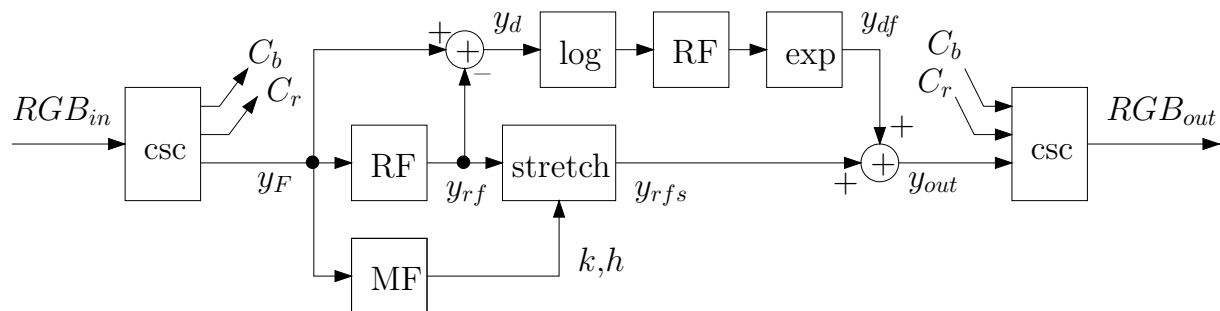 + y_d y_df
+ log RF exp
−
C_b C_b
C_r C_r
RGB_in RGB_out
+
csc RF stretch + csc
y_F y_rf y_rfs + y_out
MF k,h